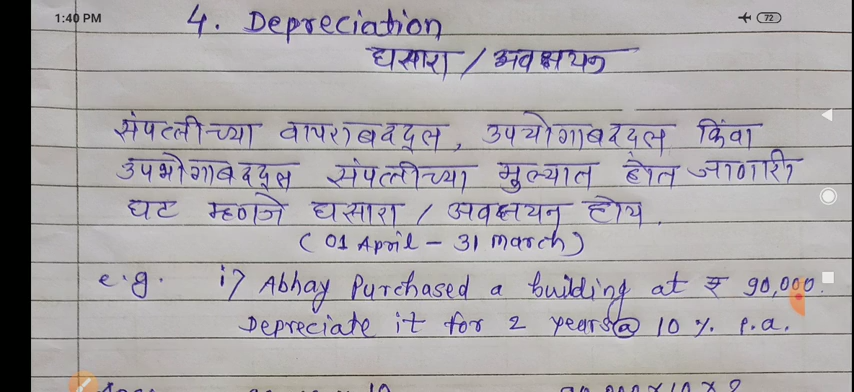 1:40 PM
72
4. Depreciation
घसारा / अवक्षयन
संपत्तीच्या वापराबद्दल, उपयोगाबद्दल किंवा
उपभोगाबद्दल संपत्तीच्या मुल्यात होत जाणारी
घट म्हणजे घसारा / अवक्षयन होय.
(01 April - 31 March)
e.g. i) Abhay Purchased a building at ₹ 90,000.
Depreciate it for 2 years @ 10 %. p.a.